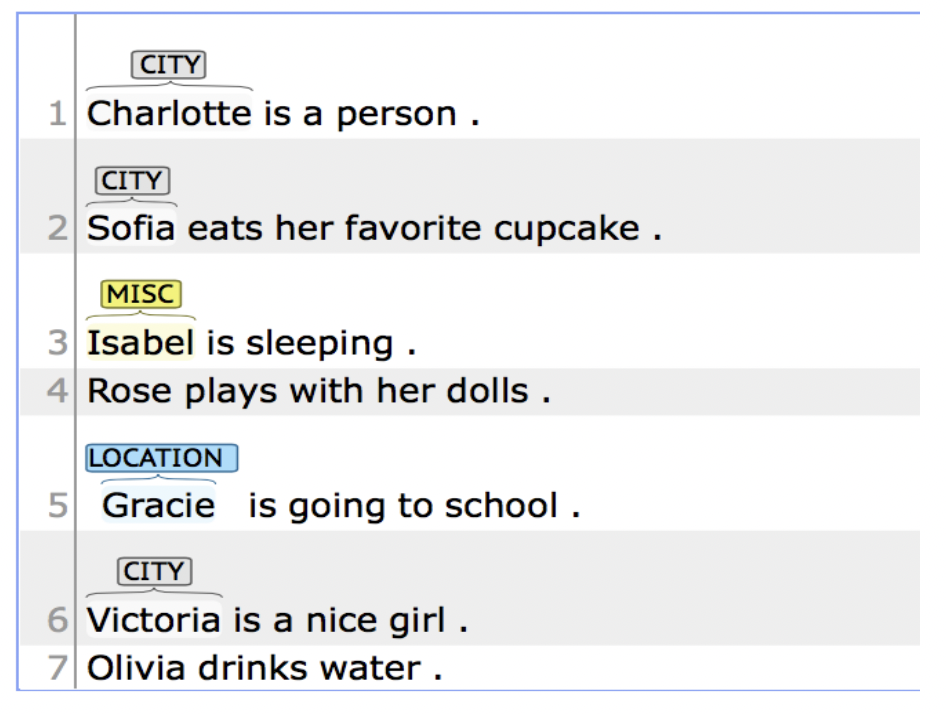 CITY
1 Charlotte is a person .
CITY
2 Sofia eats her favorite cupcake .
MISC
3 Isabel is sleeping .
4 Rose plays with her dolls .
LOCATION
5 Gracie is going to school .
CITY
6 Victoria is a nice girl .
7 Olivia drinks water .